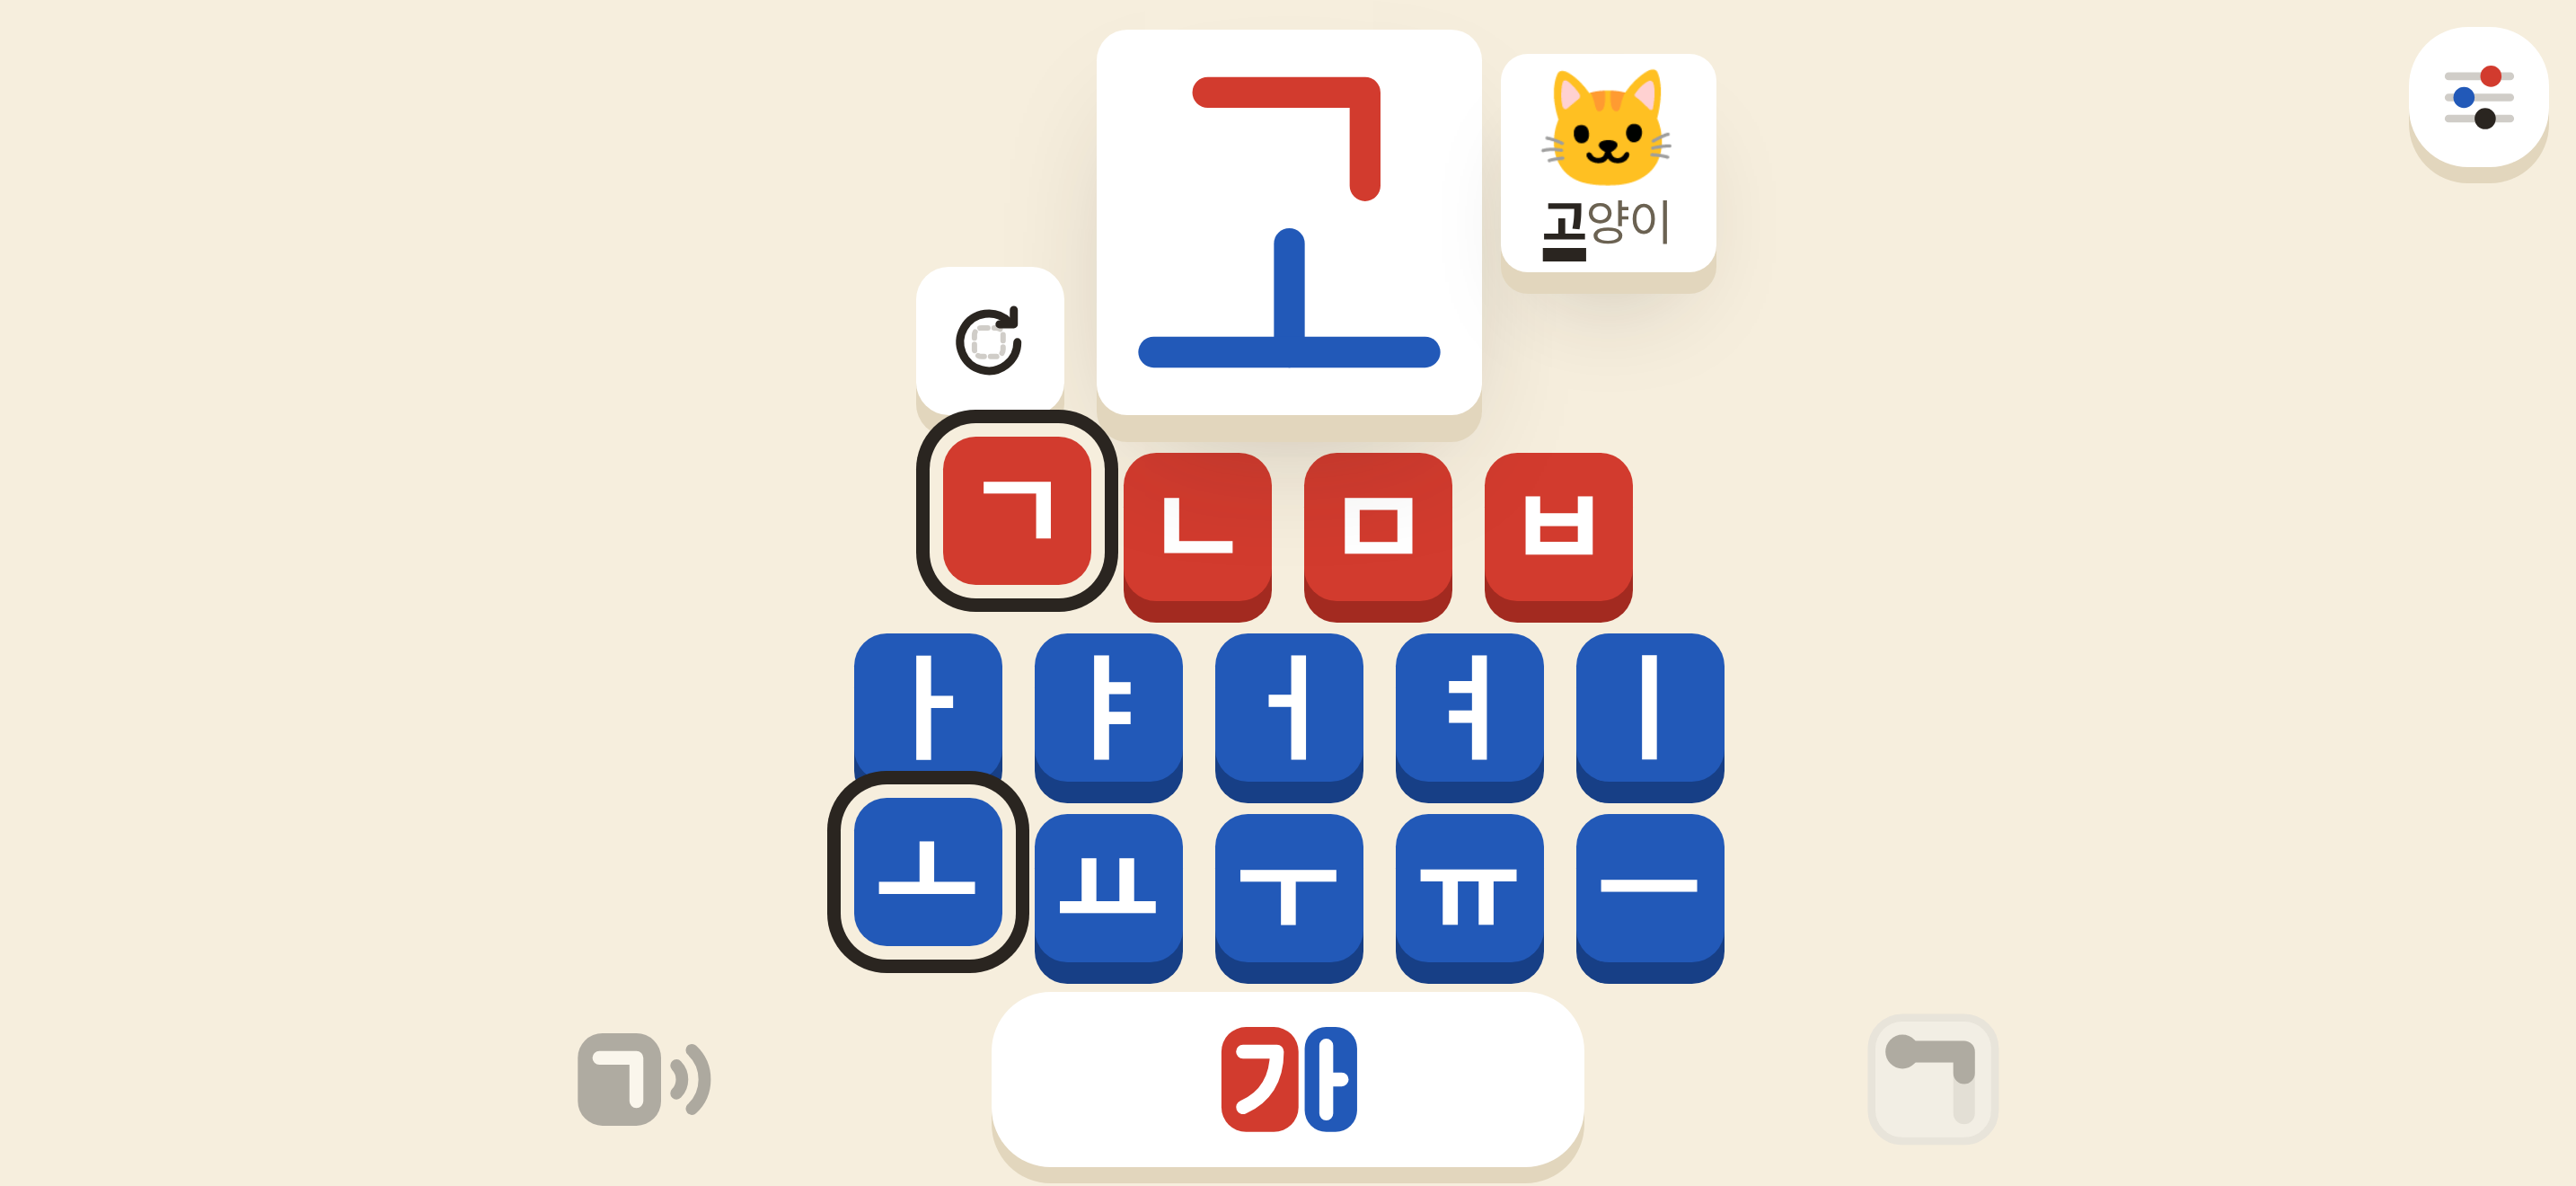 고
고양이
ㄱ ㄴ ㅁ ㅂ
ㅏ ㅑ ㅓ ㅕ ㅣ
ㅗ ㅛ ㅜ ㅠ ㅡ
ㄱ 가 ㄱ